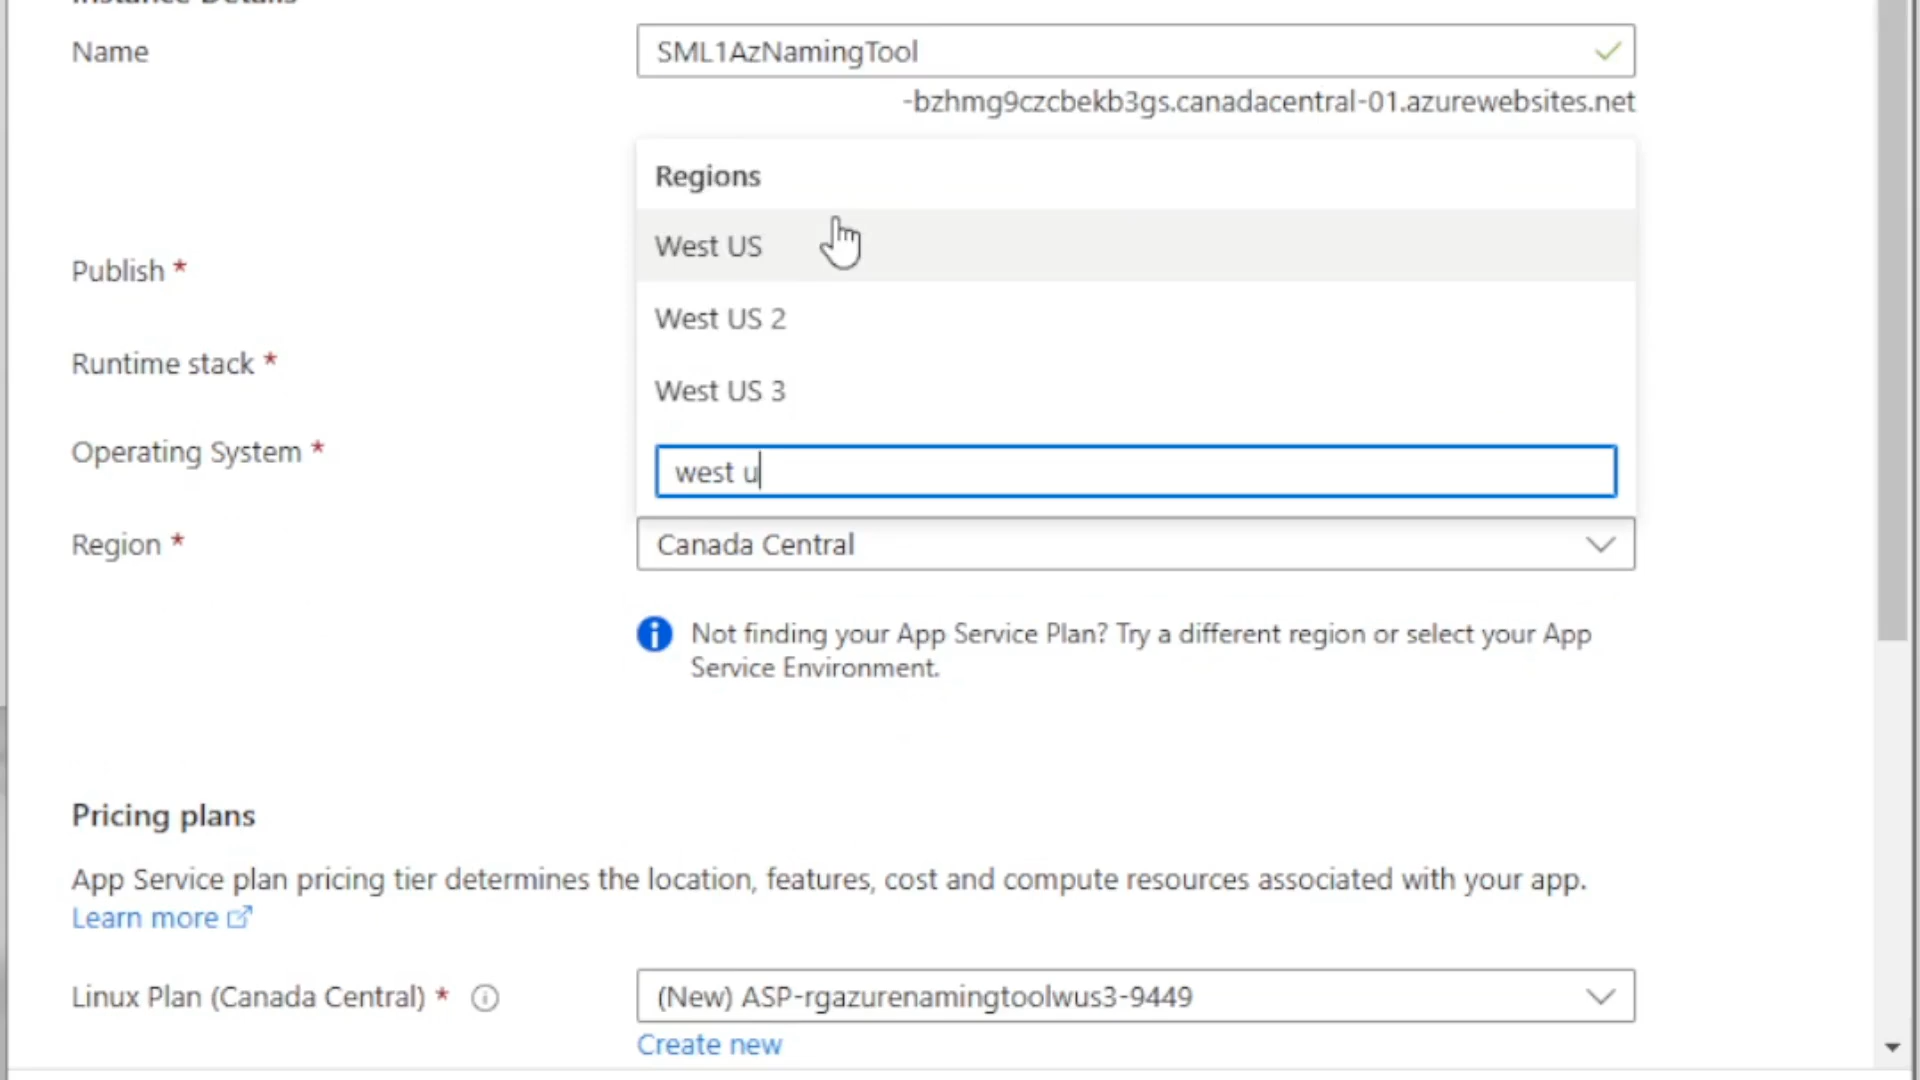 Instance Details
Name
SML1AzNamingTool
-bzhmg9czcbekb3gs.canadacentral-01.azurewebsites.net
Regions
West US
Publish *
West US 2
Runtime stack *
West US 3
Operating System *
west u
Region *
Canada Central
Not finding your App Service Plan? Try a different region or select your App
Service Environment.
Pricing plans
App Service plan pricing tier determines the location, features, cost and compute resources associated with your app.
Learn more
Linux Plan (Canada Central) *
(New) ASP-rgazurenamingtoolwus3-9449
Create new